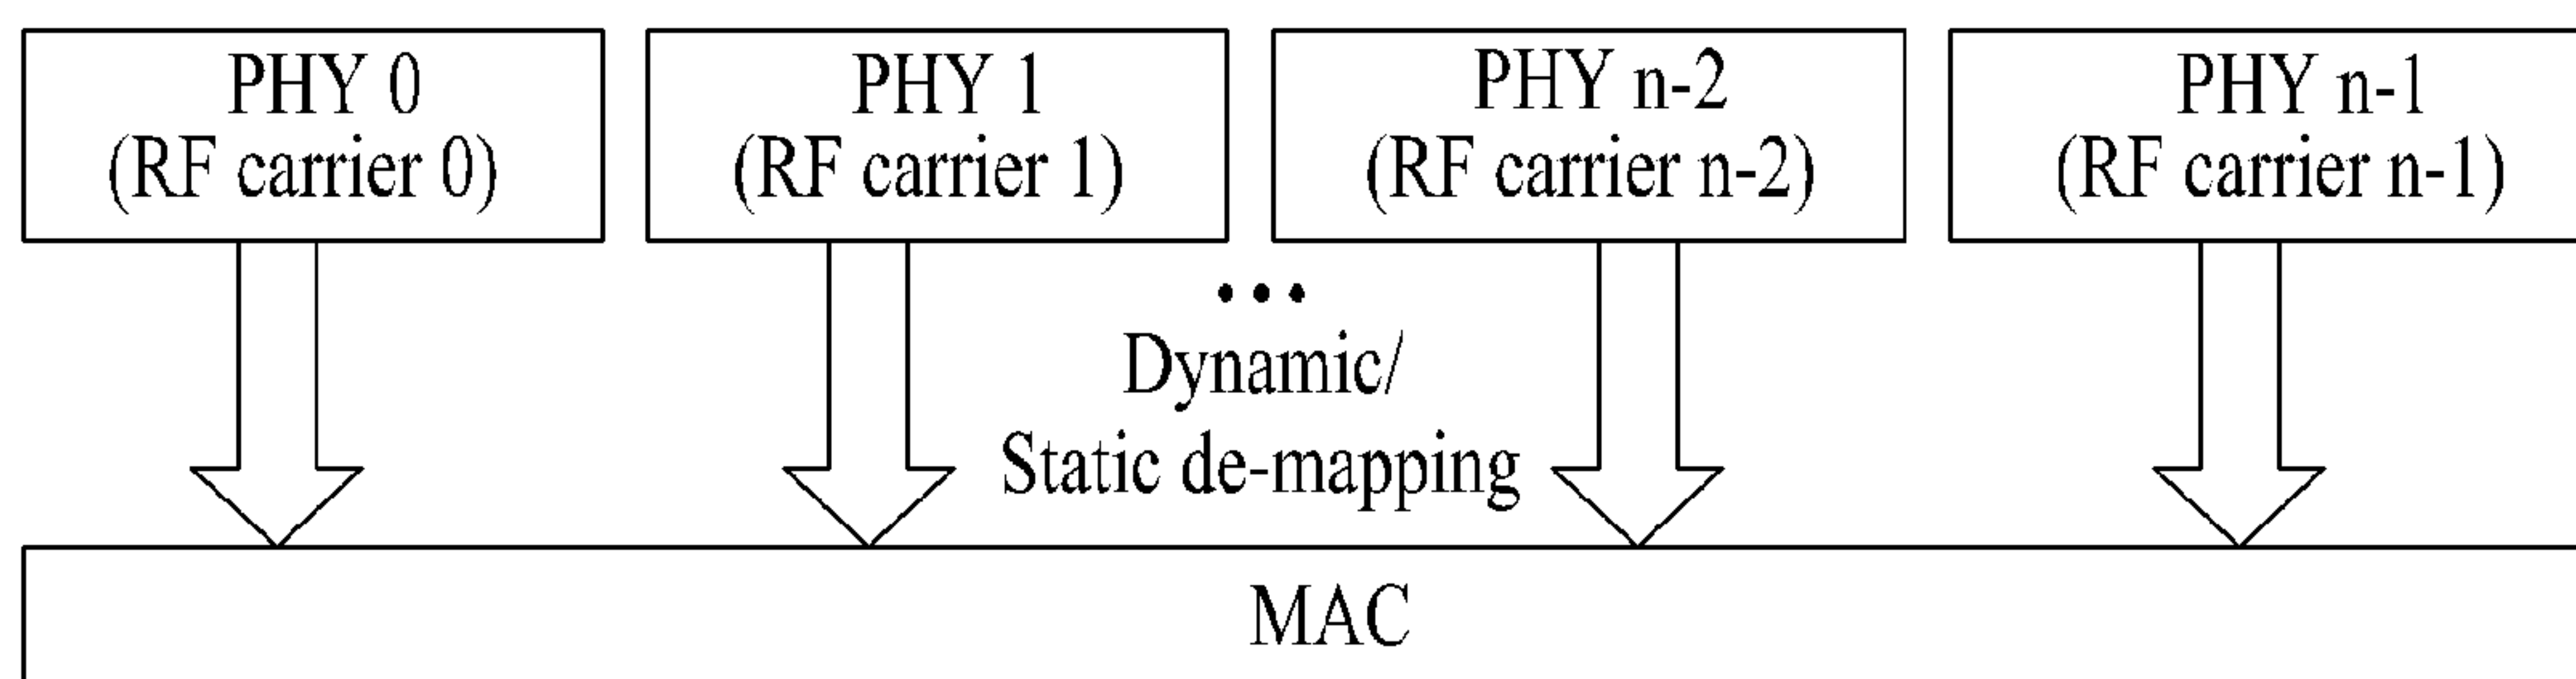 PHY 0
(RF carrier 0)
PHY 1
(RF carrier 1)
PHY n-2
(RF carrier n-2)
PHY n-1
(RF carrier n-1)
•••
Dynamic/
Static de-mapping
MAC